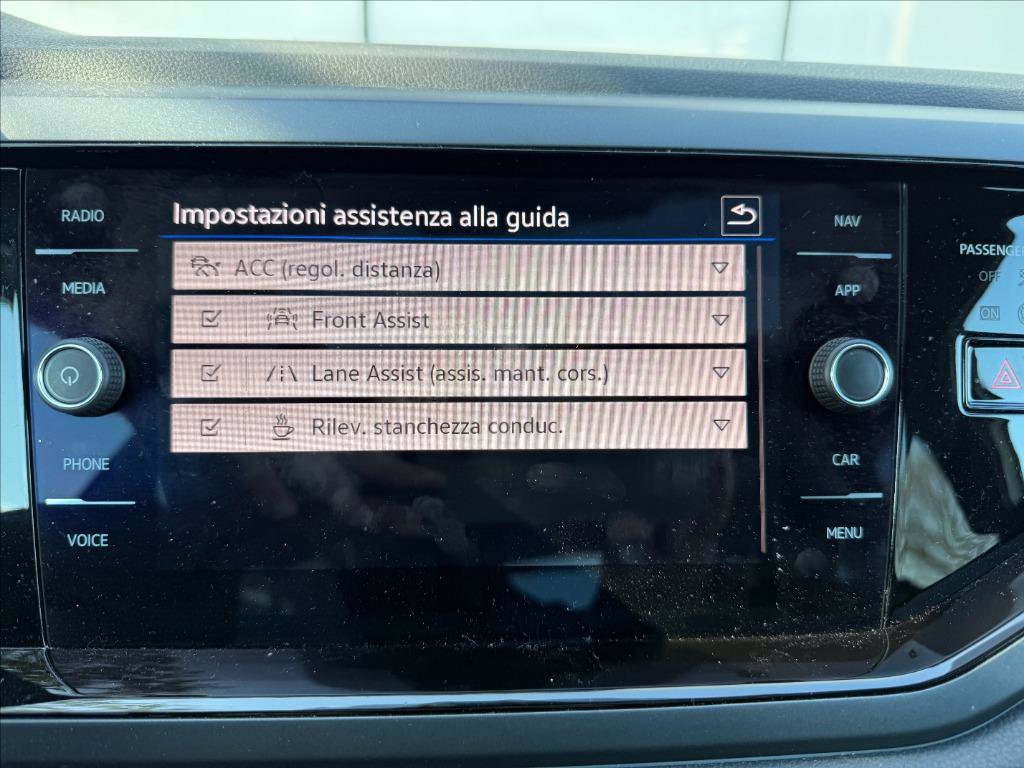 Impostazioni assistenza alla guida
RADIO
MEDIA
PHONE
VOICE
ACC (regol. distanza)
Front Assist
Lane Assist (assis. mant. cors.)
Rilev. stanchezza conduc.
NAV
APP
CAR
MENU
OFF
ON